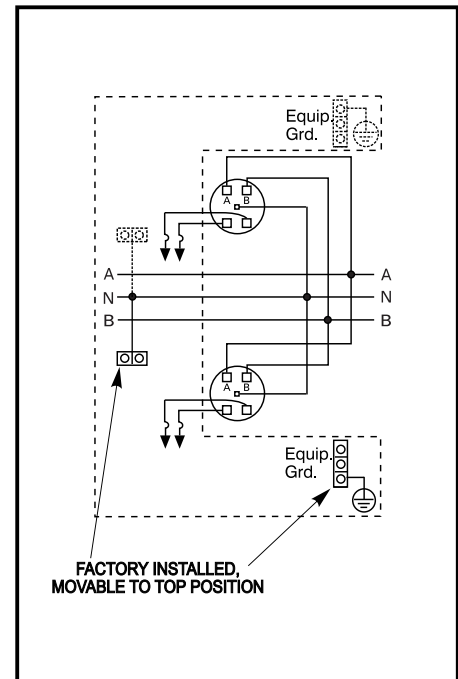 Equip.
Grd.
A B
A A
N N
B B
A B
Equip.
Grd.
FACTORY INSTALLED,
MOVABLE TO TOP POSITION